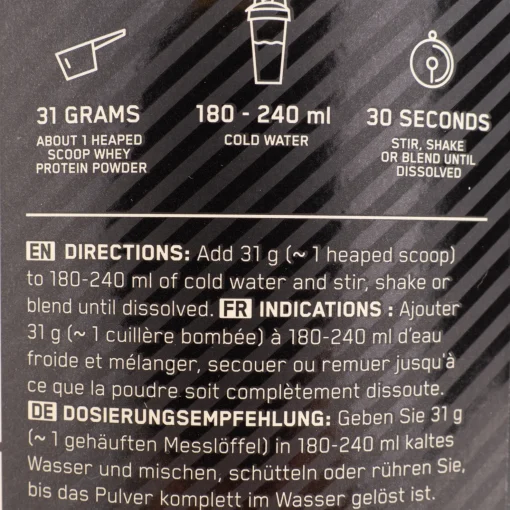 31 GRAMS
ABOUT 1 HEAPED
SCOOP WHEY
PROTEIN POWDER
180 - 240 ml
COLD WATER
30 SECONDS
STIR, SHAKE
OR BLEND UNTIL
DISSOLVED
EN DIRECTIONS: Add 31 g (~ 1 heaped scoop)
to 180-240 ml of cold water and stir, shake or
blend until dissolved. FR INDICATIONS : Ajouter
31 g (~ 1 cuillère bombée) à 180-240 ml d'eau
froide et mélanger, secouer ou remuer jusqu'à
ce que la poudre soit complètement dissoute.
DE DOSIERUNGSEMPFEHLUNG: Geben Sie 31 g
(~ 1 gehäuften Messlöffel) in 180-240 ml kaltes
Wasser und mischen, schütteln oder rühren Sie,
bis das Pulver komplett im Wasser gelöst ist.